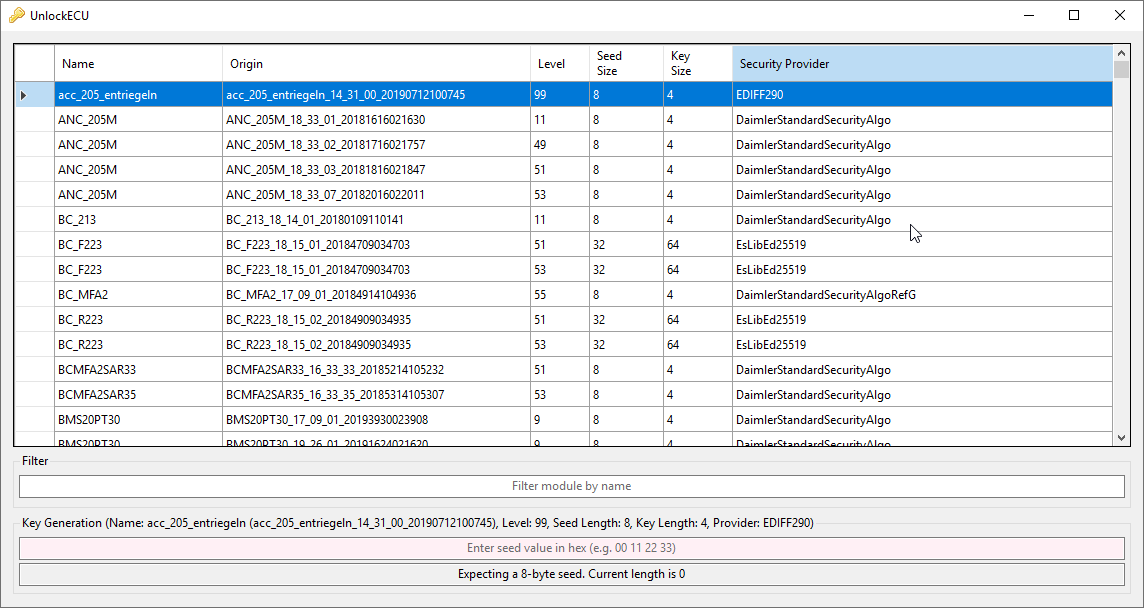 UnlockECU
Name Origin Level Seed Size Key Size Security Provider
acc_205_entriegeln acc_205_entriegeln_14_31_00_20190712100745 99 8 4 EDIFF290
ANC_205M ANC_205M_18_33_01_20181616021630 11 8 4 DaimlerStandardSecurityAlgo
ANC_205M ANC_205M_18_33_02_20181716021757 49 8 4 DaimlerStandardSecurityAlgo
ANC_205M ANC_205M_18_33_03_20181816021847 51 8 4 DaimlerStandardSecurityAlgo
ANC_205M ANC_205M_18_33_07_20182016022011 53 8 4 DaimlerStandardSecurityAlgo
BC_213 BC_213_18_14_01_20180109110141 11 8 4 DaimlerStandardSecurityAlgo
BC_F223 BC_F223_18_15_01_20184709034703 51 32 64 EsLibEd25519
BC_F223 BC_F223_18_15_01_20184709034703 53 32 64 EsLibEd25519
BC_MFA2 BC_MFA2_17_09_01_20184914104936 55 8 4 DaimlerStandardSecurityAlgoRefG
BC_R223 BC_R223_18_15_02_20184909034935 51 32 64 EsLibEd25519
BC_R223 BC_R223_18_15_02_20184909034935 53 32 64 EsLibEd25519
BCMFA2SAR33 BCMFA2SAR33_16_33_33_20185214105232 51 8 4 DaimlerStandardSecurityAlgo
BCMFA2SAR35 BCMFA2SAR35_16_33_35_20185314105307 53 8 4 DaimlerStandardSecurityAlgo
BMS20PT30 BMS20PT30_17_09_01_20193930023908 9 8 4 DaimlerStandardSecurityAlgo
BMS20PT30 BMS20PT30_19_26_01_20191624021620 9 8 4 DaimlerStandardSecurityAlgo
Filter
Filter module by name
Key Generation (Name: acc_205_entriegeln (acc_205_entriegeln_14_31_00_20190712100745), Level: 99, Seed Length: 8, Key Length: 4, Provider: EDIFF290)
Enter seed value in hex (e.g. 00 11 22 33)
Expecting a 8-byte seed. Current length is 0